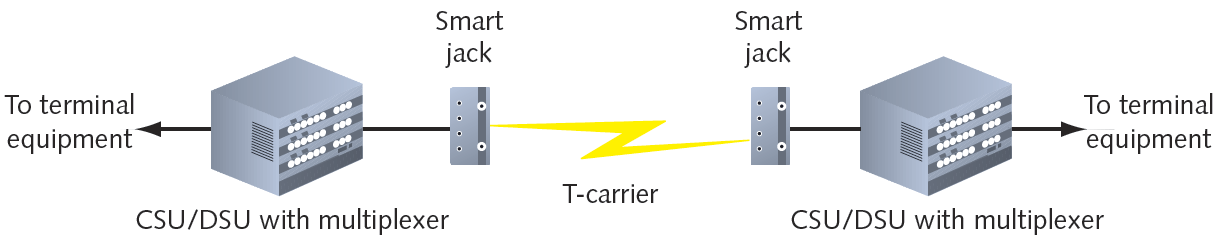 Smart
jack
Smart
jack
To terminal
equipment
To terminal
equipment
T-carrier
CSU/DSU with multiplexer
CSU/DSU with multiplexer